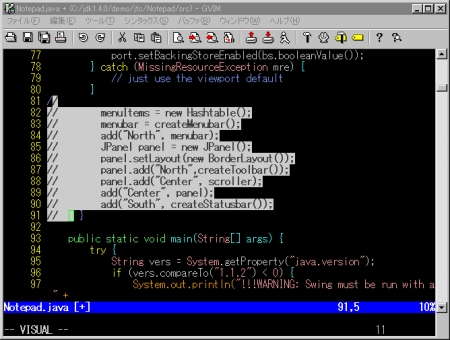 Notepad.java + (C:/jdk1.4.0/demo/jfc/Notepad/src) - GVIM
ファイル(F) 編集(E) ツール(T) シンタックス(S) バッファ(B) ウィンドウ(W) ヘルプ(H)
77 port.setBackingStoreEnabled(bs.booleanValue());
78 } catch (MissingResourceException mre) {
79 // just use the viewport default
80 }
81 //
82 // menuItems = new Hashtable();
83 // menubar = createMenubar();
84 // add("North", menubar);
85 // JPanel panel = new JPanel();
86 // panel.setLayout(new BorderLayout());
87 // panel.add("North",createToolbar());
88 // panel.add("Center", scroller);
89 // add("Center", panel);
90 // add("South", createStatusbar());
91 // }
92
93 public static void main(String[] args) {
94 try {
95 String vers = System.getProperty("java.version");
96 if (vers.compareTo("1.1.2") < 0) {
97 System.out.println("!!!WARNING: Swing must be run with a
" +
Notepad.java [+] 91,5 10%
-- VISUAL -- 11